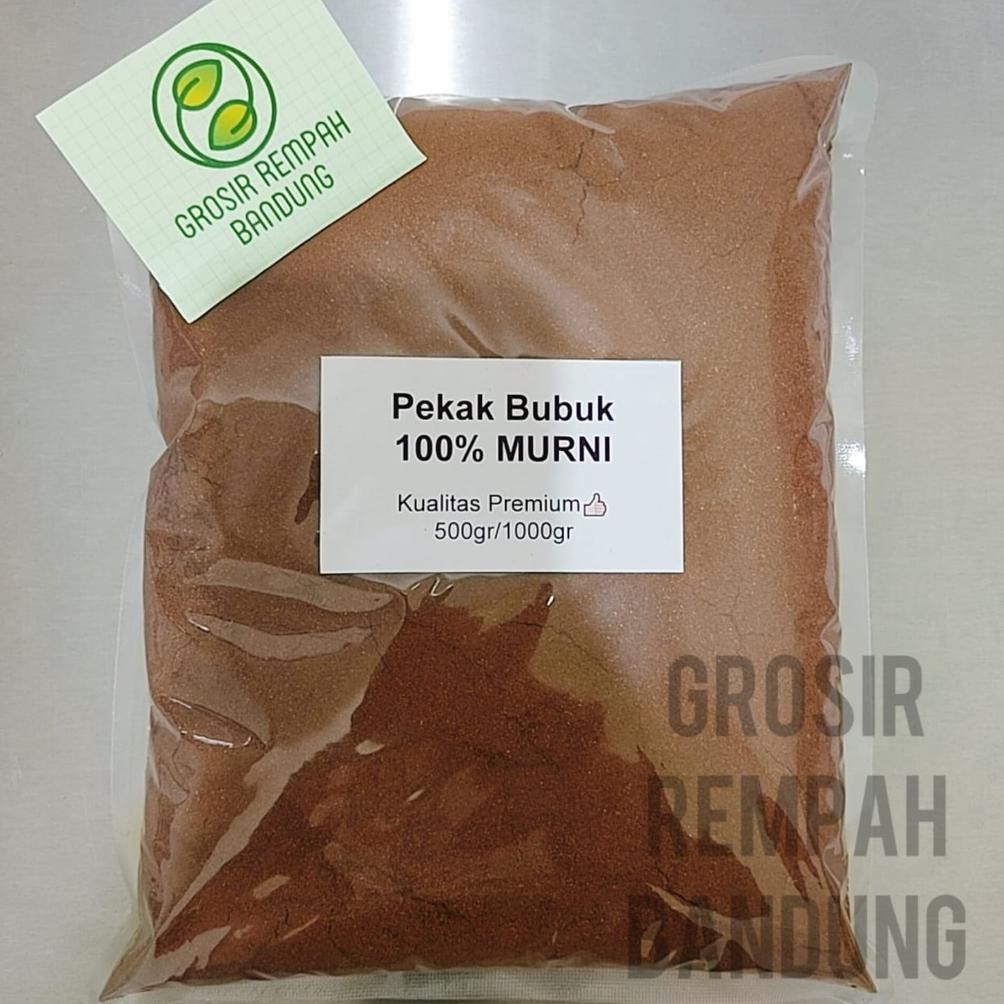 GROSIR REMPAH
BANDUNG
Pekak Bubuk
100% MURNI
Kualitas Premium
500gr/1000gr
GROSIR
REMPAH
BANDUNG